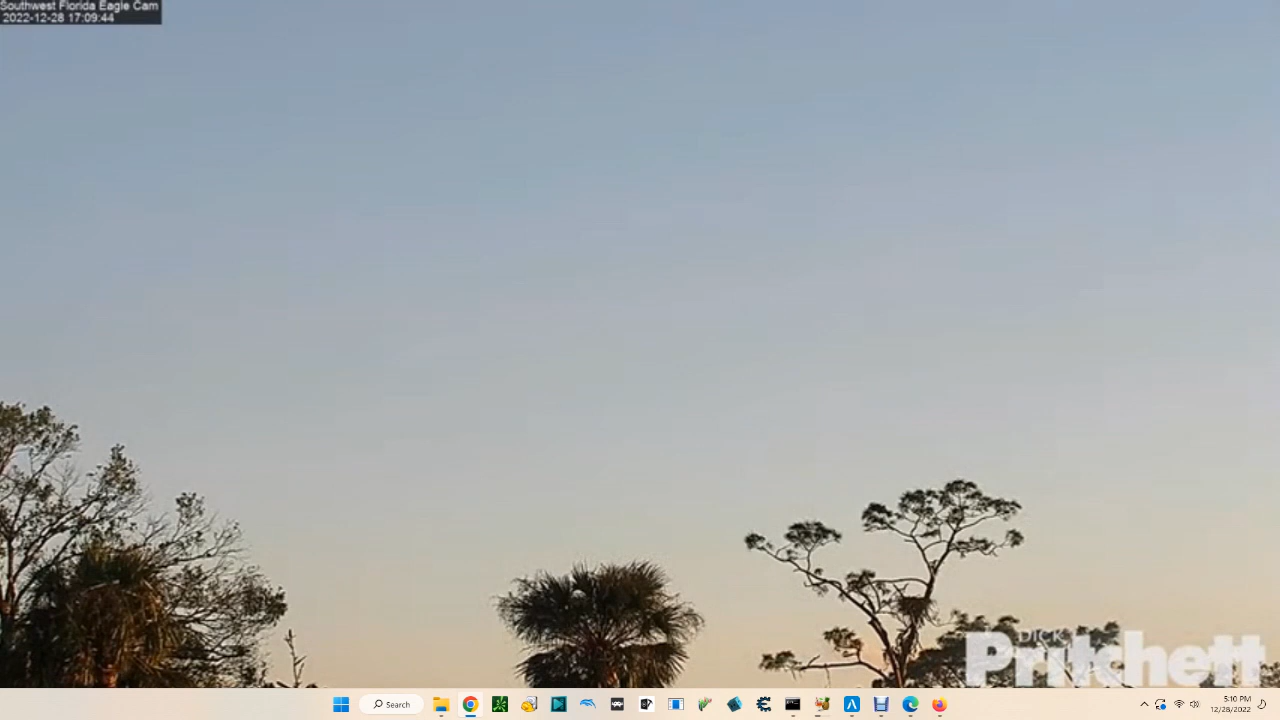 Southwest Florida Eagle Cam
2022-12-28 17:09:44
DICK
Pritchett
Search
5:10 PM
12/28/2022